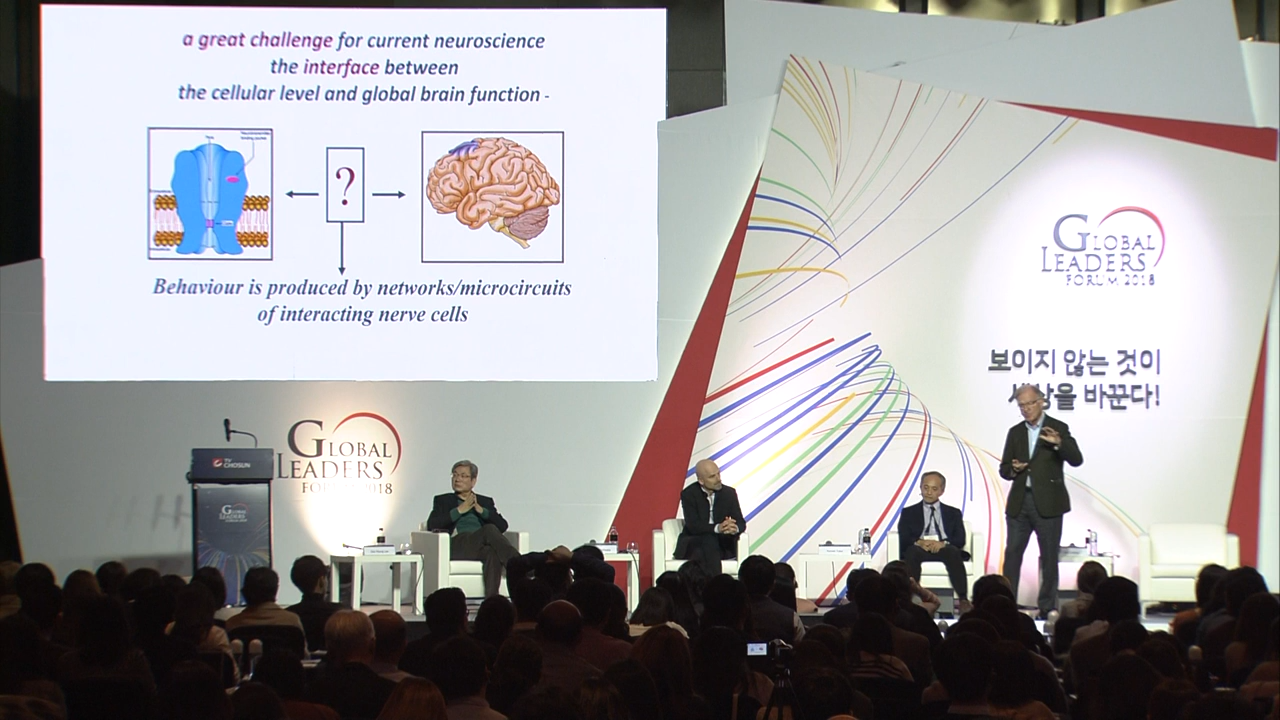 a great challenge for current neuroscience
the interface between
the cellular level and global brain function -
?
Behaviour is produced by networks/microcircuits
of interacting nerve cells
GLOBAL
LEADERS
FORUM 2018
보이지 않는 것이
세상을 바꾼다!
TV
CHOSUN
GLOBAL
LEADERS
FORUM 2018
GLOBAL
LEADERS